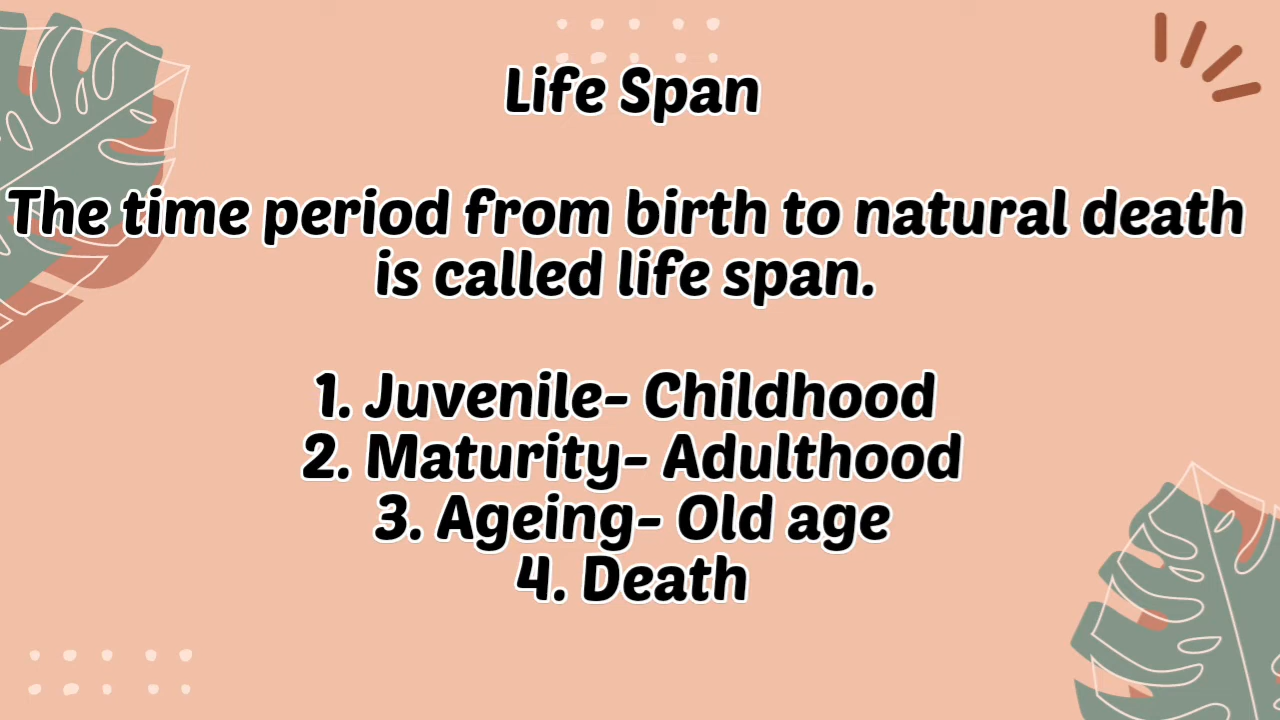 Life Span
The time period from birth to natural death
is called life span.
1. Juvenile- Childhood
2. Maturity- Adulthood
3. Ageing- Old age
4. Death